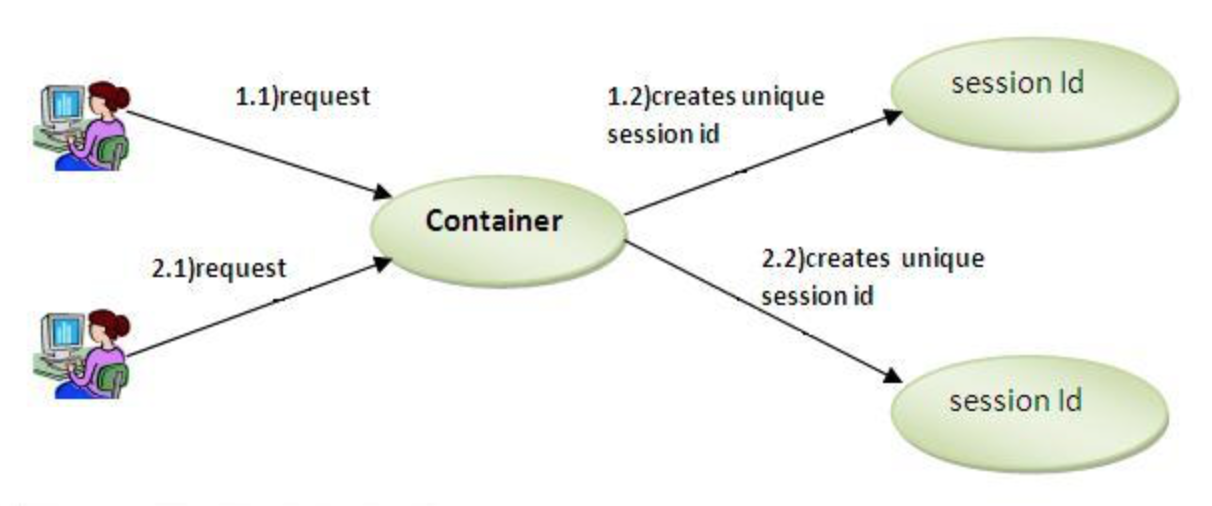 1.1)request
1.2)creates unique
session id
session Id
Container
2.1)request
2.2)creates unique
session id
session Id